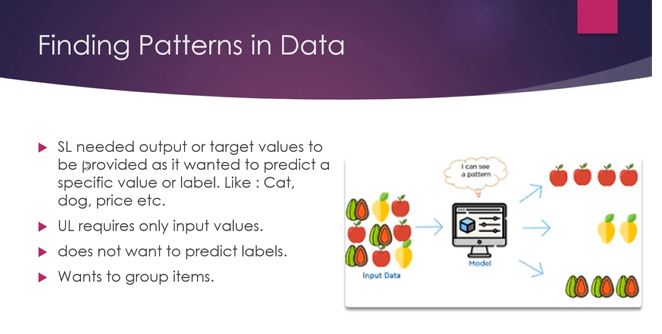 Finding Patterns in Data
SL needed output or target values to
be provided as it wanted to predict a
specific value or label. Like : Cat,
dog, price etc.
UL requires only input values.
does not want to predict labels.
Wants to group items.
I can see
a pattern
Input Data
Model